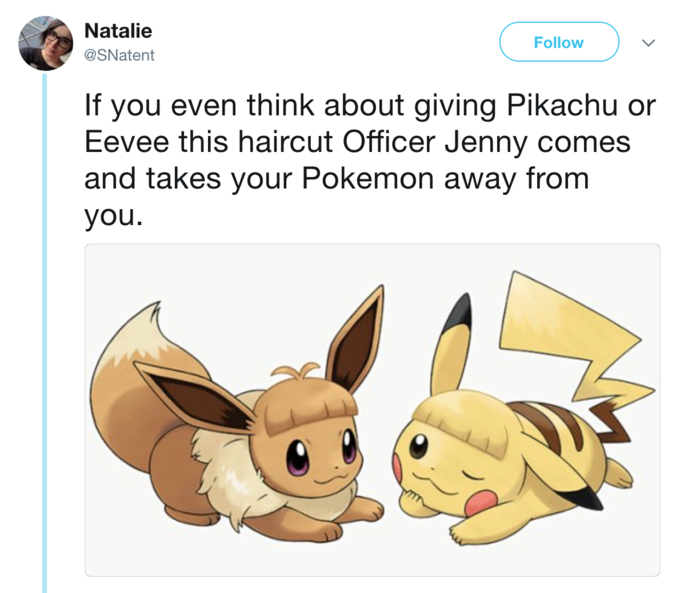 Natalie
@SNatent
Follow
If you even think about giving Pikachu or
Eevee this haircut Officer Jenny comes
and takes your Pokemon away from
you.